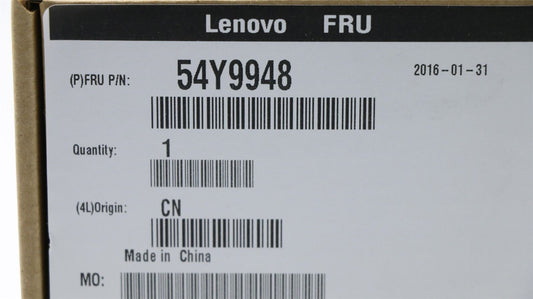 Lenovo FRU
(P)FRU P/N: 54Y9948 2016-01-31
Quantity: 1
(4L)Origin: CN
Made in China
MO: